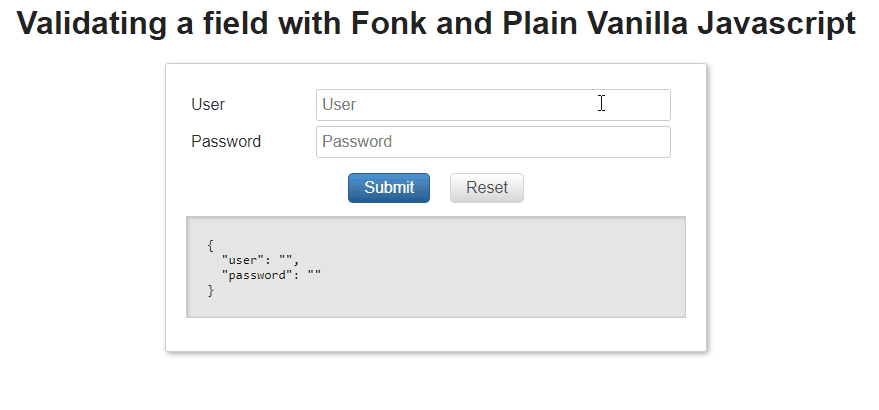 Validating a field with Fonk and Plain Vanilla Javascript
User User
Password Password
Submit Reset
{
"user": "",
"password": ""
}